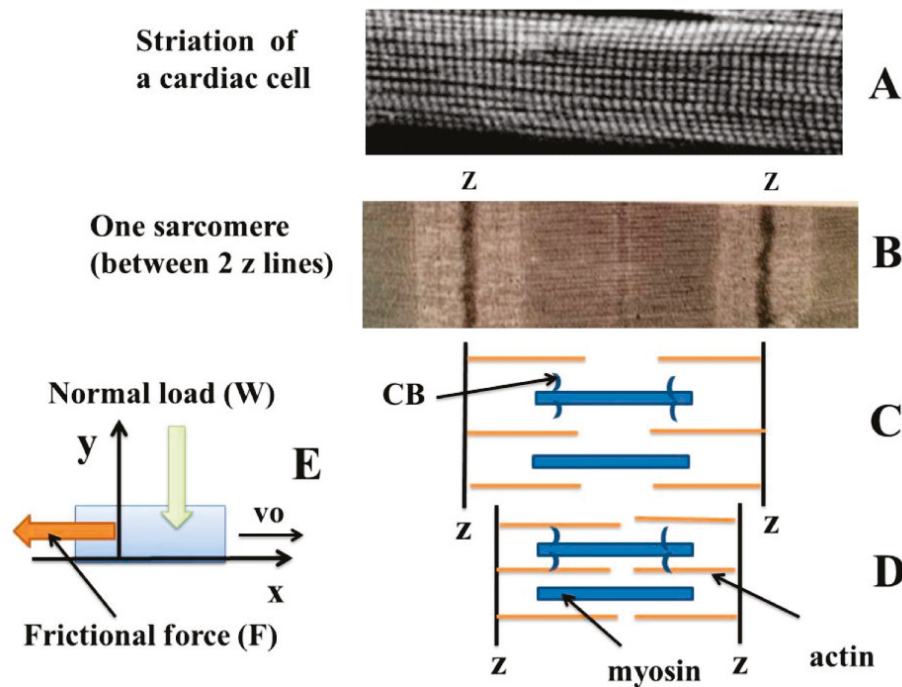 Striation of
a cardiac cell
A
z z
One sarcomere
(between 2 z lines)
B
CB
C
z z
Normal load (W)
y
E
vo
x
Frictional force (F)
D
actin
myosin
z z